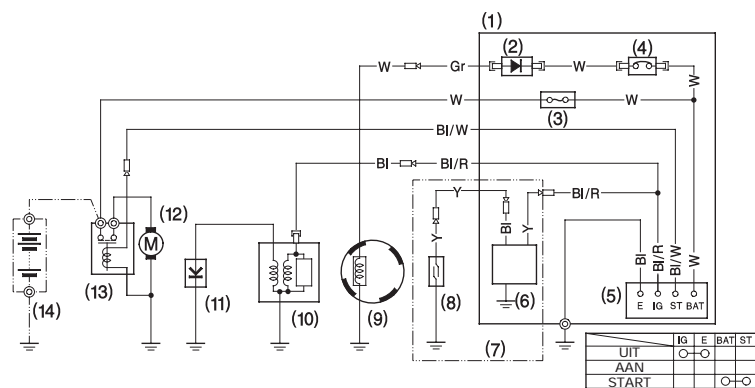 (1)
(2)
(4)
W
Gr
W
W
W
W
(3)
Bl/W
Bl
Bl/R
Y
Bl/R
(12)
Y
Bl
Bl
Bl/R
Bl/W
W
M
(5)
E IG ST BAT
(14)
(13)
(11)
(10)
(9)
(8)
(6)
(7)
IG E BAT ST
UIT
AAN
START